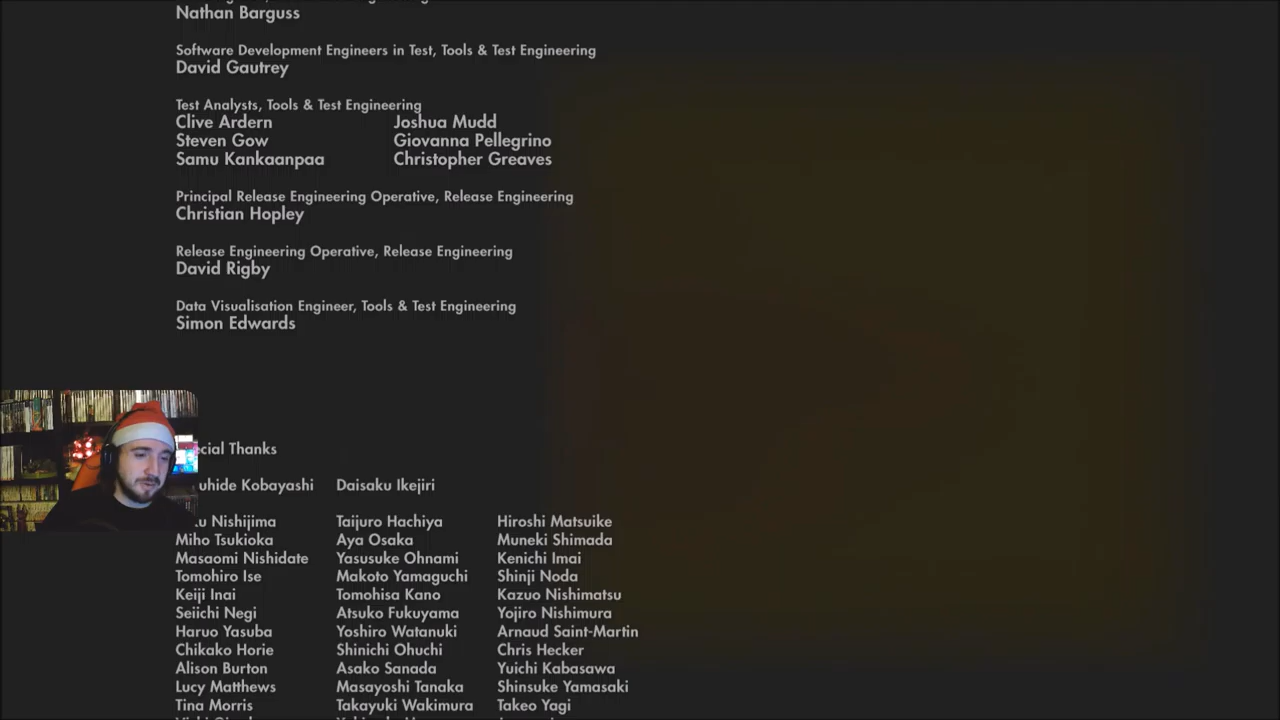 Nathan Barguss
Software Development Engineers in Test, Tools & Test Engineering
David Gautrey
Test Analysts, Tools & Test Engineering
Clive Ardern Joshua Mudd
Steven Gow Giovanna Pellegrino
Samu Kankaanpaa Christopher Greaves
Principal Release Engineering Operative, Release Engineering
Christian Hopley
Release Engineering Operative, Release Engineering
David Rigby
Data Visualisation Engineer, Tools & Test Engineering
Simon Edwards
Thanks
Kobayashi Daisaku Ikejiri
Nishijima Taijuro Hachiya Hiroshi Matsuike
Miho Tsukioka Aya Osaka Muneki Shimada
Masaomi Nishidate Yasusuke Ohnami Kenichi Imai
Tomohiro Ise Makoto Yamaguchi Shinji Noda
Keiji Inai Tomohisa Kano Kazuo Nishimatsu
Seiichi Negi Atsuko Fukuyama Yojiro Nishimura
Haruo Yasuba Yoshiro Watanuki Arnaud Saint-Martin
Chikako Horie Shinichi Ohuchi Chris Hecker
Alison Burton Asako Sanada Yuichi Kabasawa
Lucy Matthews Masayoshi Tanaka Shinsuke Yamasaki
Tina Morris Takayuki Wakimura Takeo Yagi